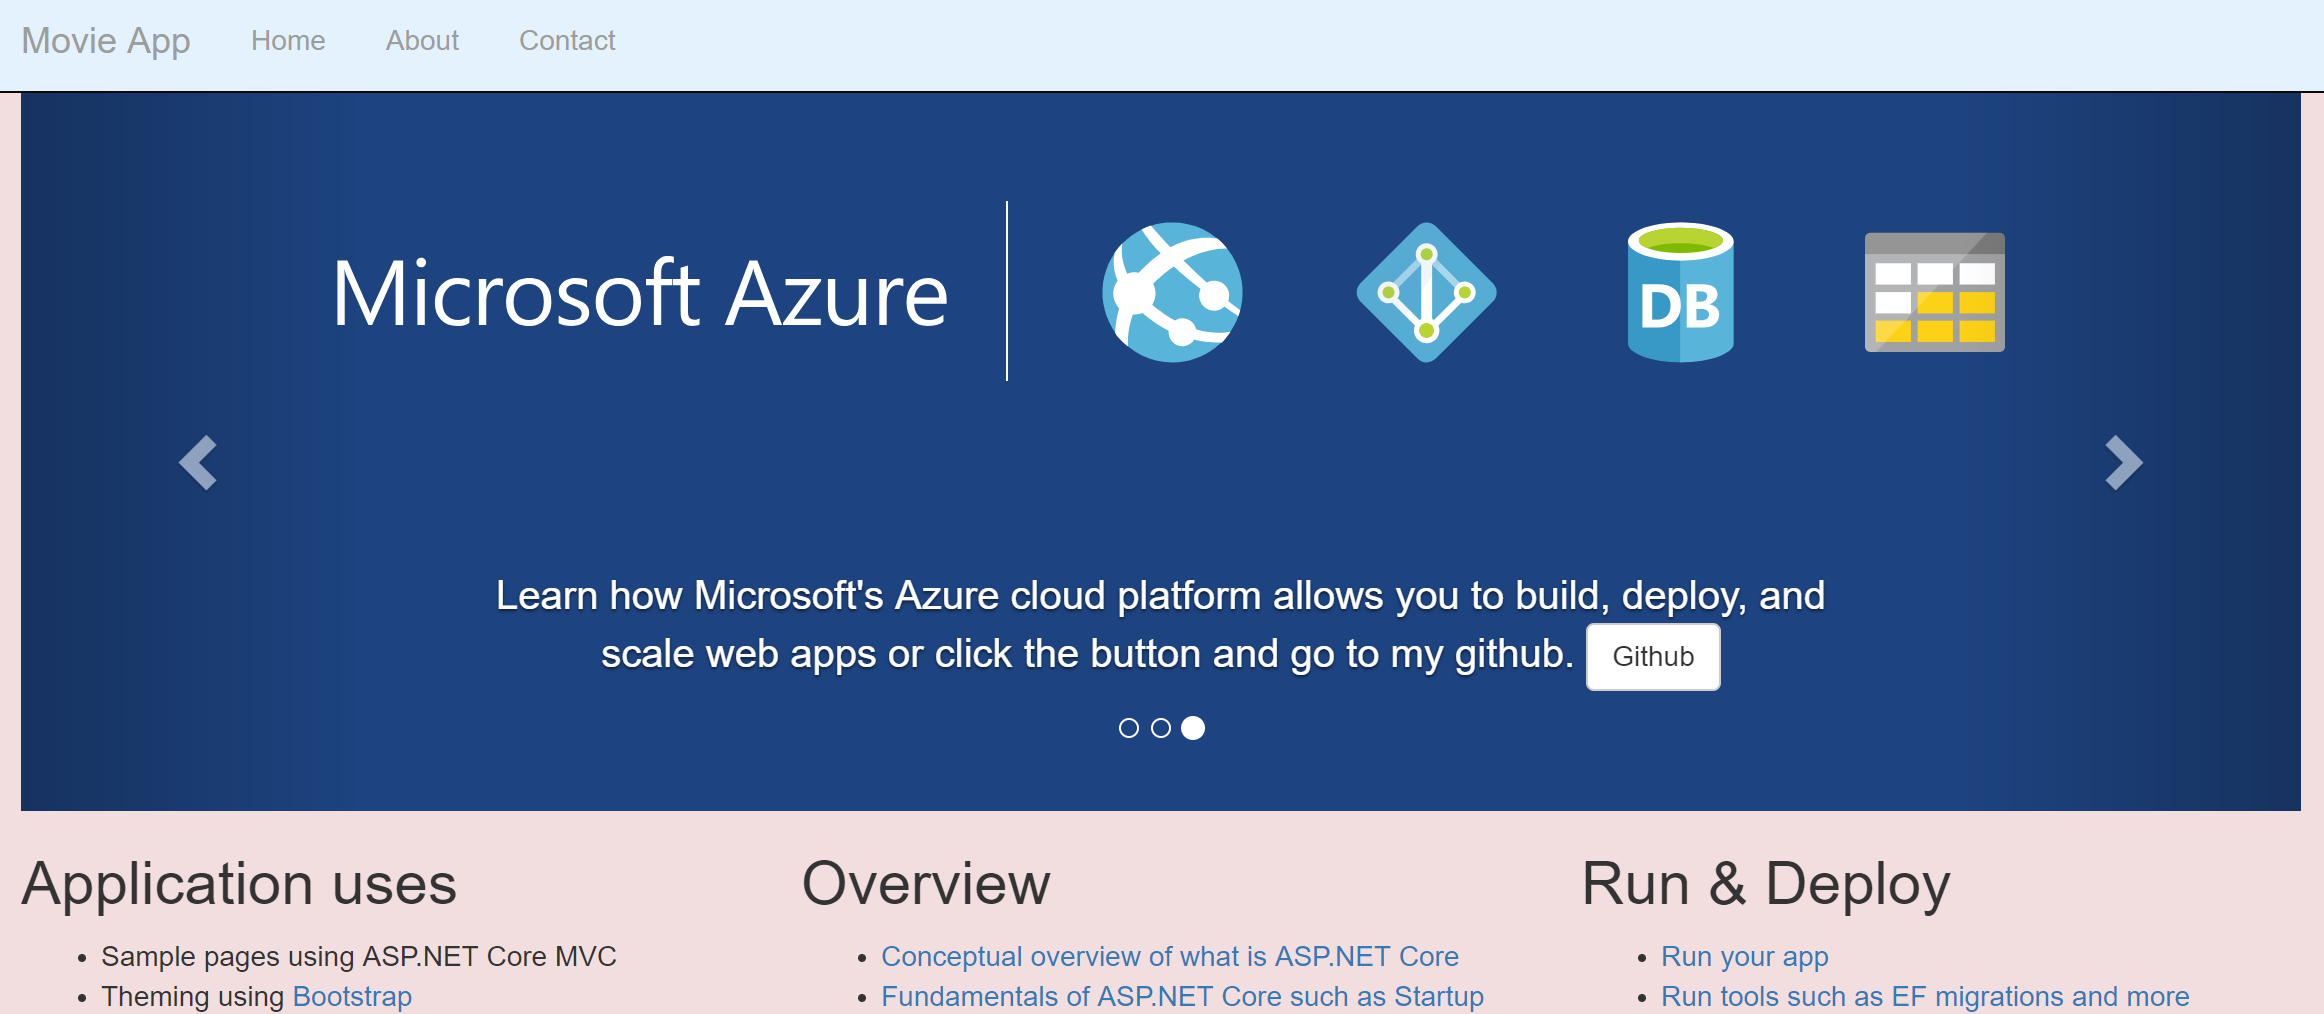 Movie App Home About Contact
Microsoft Azure
DB
Learn how Microsoft's Azure cloud platform allows you to build, deploy, and
scale web apps or click the button and go to my github. Github
Application uses
Sample pages using ASP.NET Core MVC
Theming using Bootstrap
Overview
Conceptual overview of what is ASP.NET Core
Fundamentals of ASP.NET Core such as Startup
Run & Deploy
Run your app
Run tools such as EF migrations and more